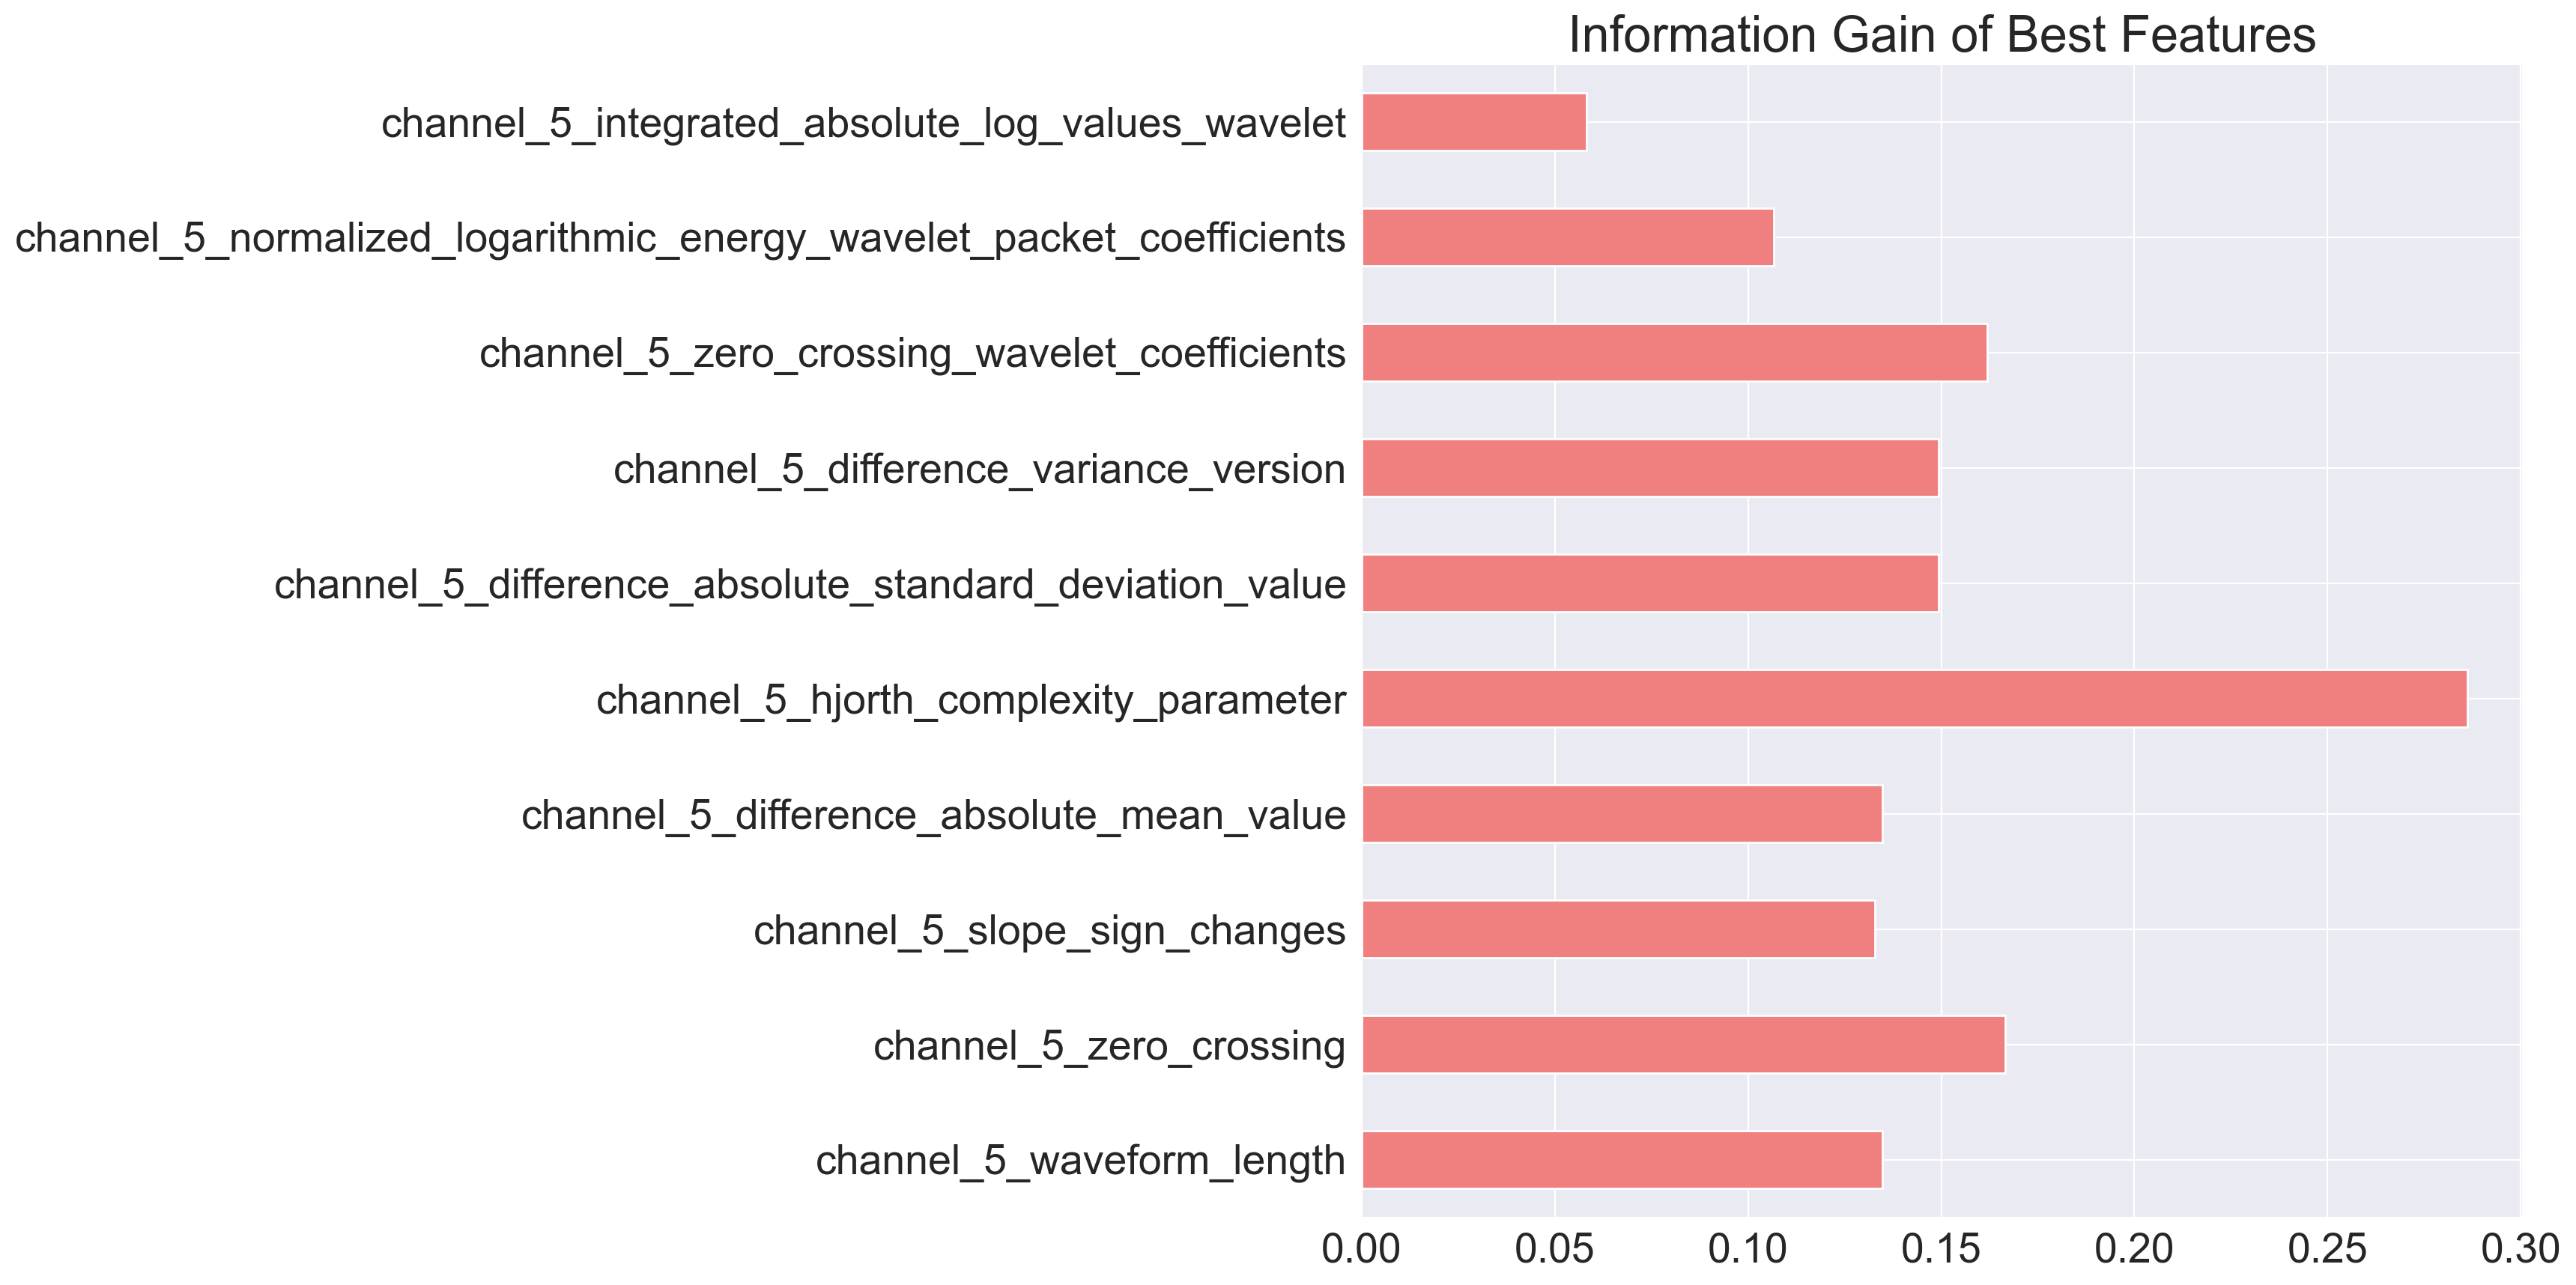 Information Gain of Best Features
channel_5_integrated_absolute_log_values_wavelet
channel_5_normalized_logarithmic_energy_wavelet_packet_coefficients
channel_5_zero_crossing_wavelet_coefficients
channel_5_difference_variance_version
channel_5_difference_absolute_standard_deviation_value
channel_5_hjorth_complexity_parameter
channel_5_difference_absolute_mean_value
channel_5_slope_sign_changes
channel_5_zero_crossing
channel_5_waveform_length
0.00 0.05 0.10 0.15 0.20 0.25 0.30